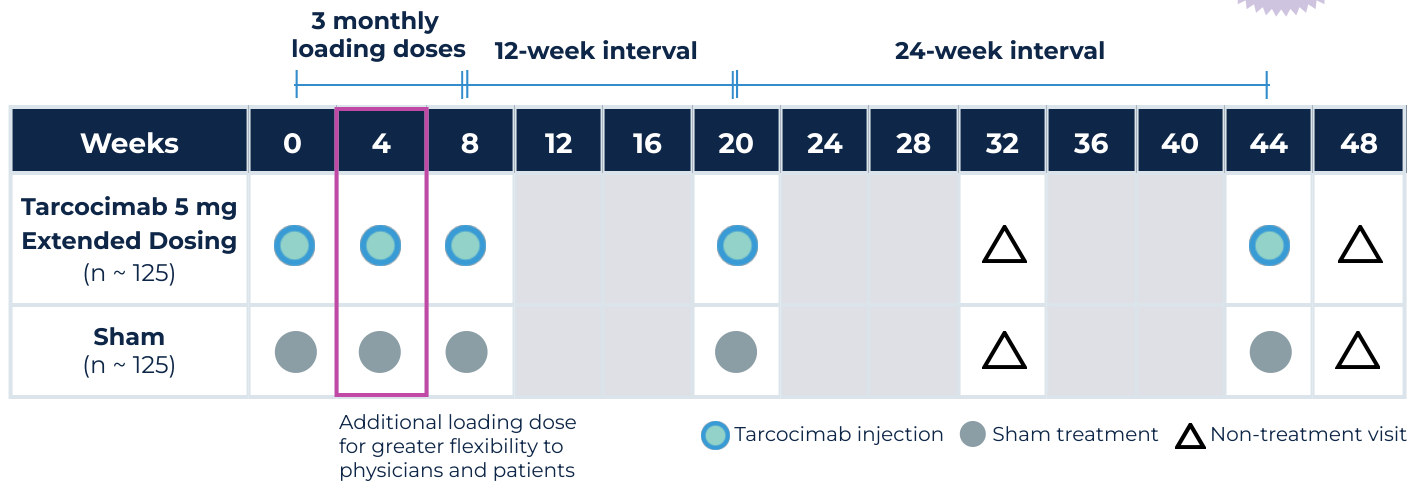 3 monthly
loading doses
12-week interval
24-week interval
Weeks 0 4 8 12 16 20 24 28 32 36 40 44 48
Tarcocimab 5 mg
Extended Dosing
(n ~ 125)
Sham
(n ~ 125)
Additional loading dose
for greater flexibility to
physicians and patients
Tarcocimab injection
Sham treatment
Non-treatment visit